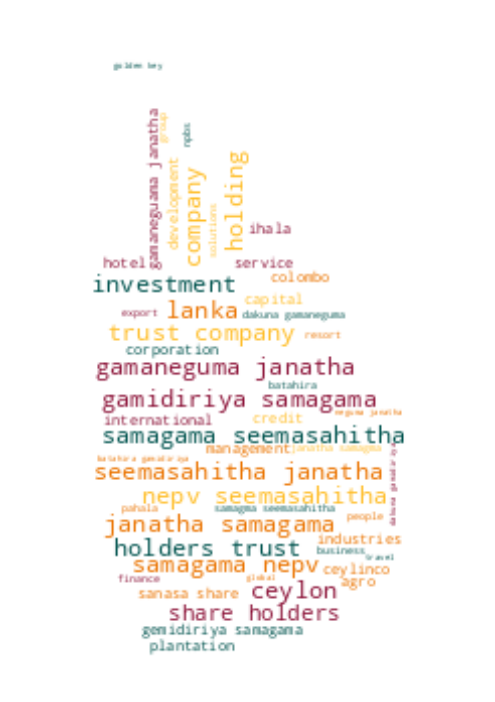 golden key
gamaneguama janatha
group
npbs
development
company
solutions
holding
ihala
hotel
service
investment
colombo
capital
export
lanka
dakuna gamaneguma
trust company
resort
corporation
gamaneguma janatha
batahira
gamidiriya samagama
neguma janatha
international
credit
samagama seemasahitha
management
janatha samagma
batahira gamidiriya
seemasahitha janatha
dakuna gamidiriya
nepv seemasahitha
pahala
samagma seemasahitha
janatha samagama
people
industries
holders trust
business
travel
samagama nepv
ceylinco
finance
global
agro
sanasa share
ceylon
share holders
gemidiriya samagama
plantation